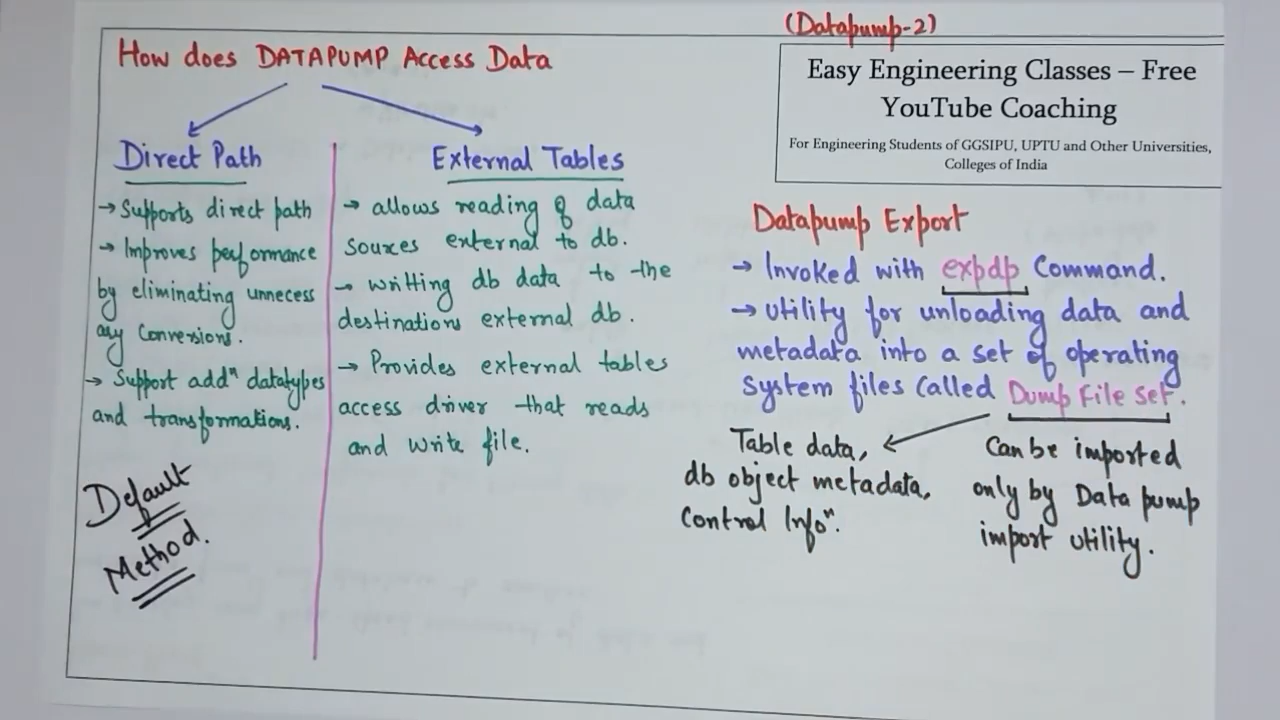 (Datapump-2)
How does DATAPUMP Access Data
Easy Engineering Classes – Free
YouTube Coaching
For Engineering Students of GGSIPU, UPTU and Other Universities,
Colleges of India
Direct Path
→ Supports direct path
→ Improves performance
by eliminating unnecess
ary Conversions.
→ Support addⁿ datatypes
and transformations.
Default
Method.
External Tables
→ allows reading of data
sources external to db.
→ writting db data to the
destinations external db.
→ Provides external tables
access driver that reads
and write file.
Datapump Export
→ Invoked with expdp Command.
→ Utility for unloading data and
metadata into a set of operating
System files Called Dump File Set.
Table data,
db object metadata,
Control Infoⁿ.
Can be imported
only by Data pump
import utility.